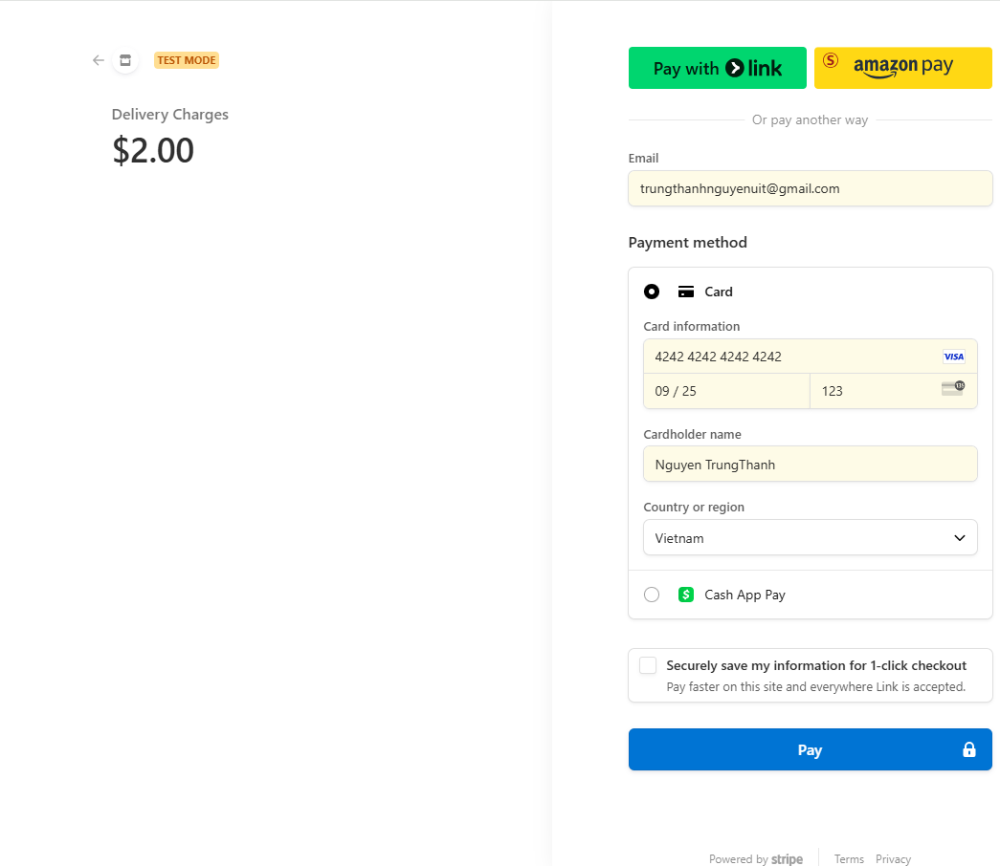 TEST MODE
Delivery Charges
$2.00
Pay with link
S amazon pay
Or pay another way
Email
trungthanhnguyenuit@gmail.com
Payment method
Card
Card information
4242 4242 4242 4242 VISA
09 / 25 123 135
Cardholder name
Nguyen TrungThanh
Country or region
Vietnam
$ Cash App Pay
Securely save my information for 1-click checkout
Pay faster on this site and everywhere Link is accepted.
Pay
Powered by stripe Terms Privacy